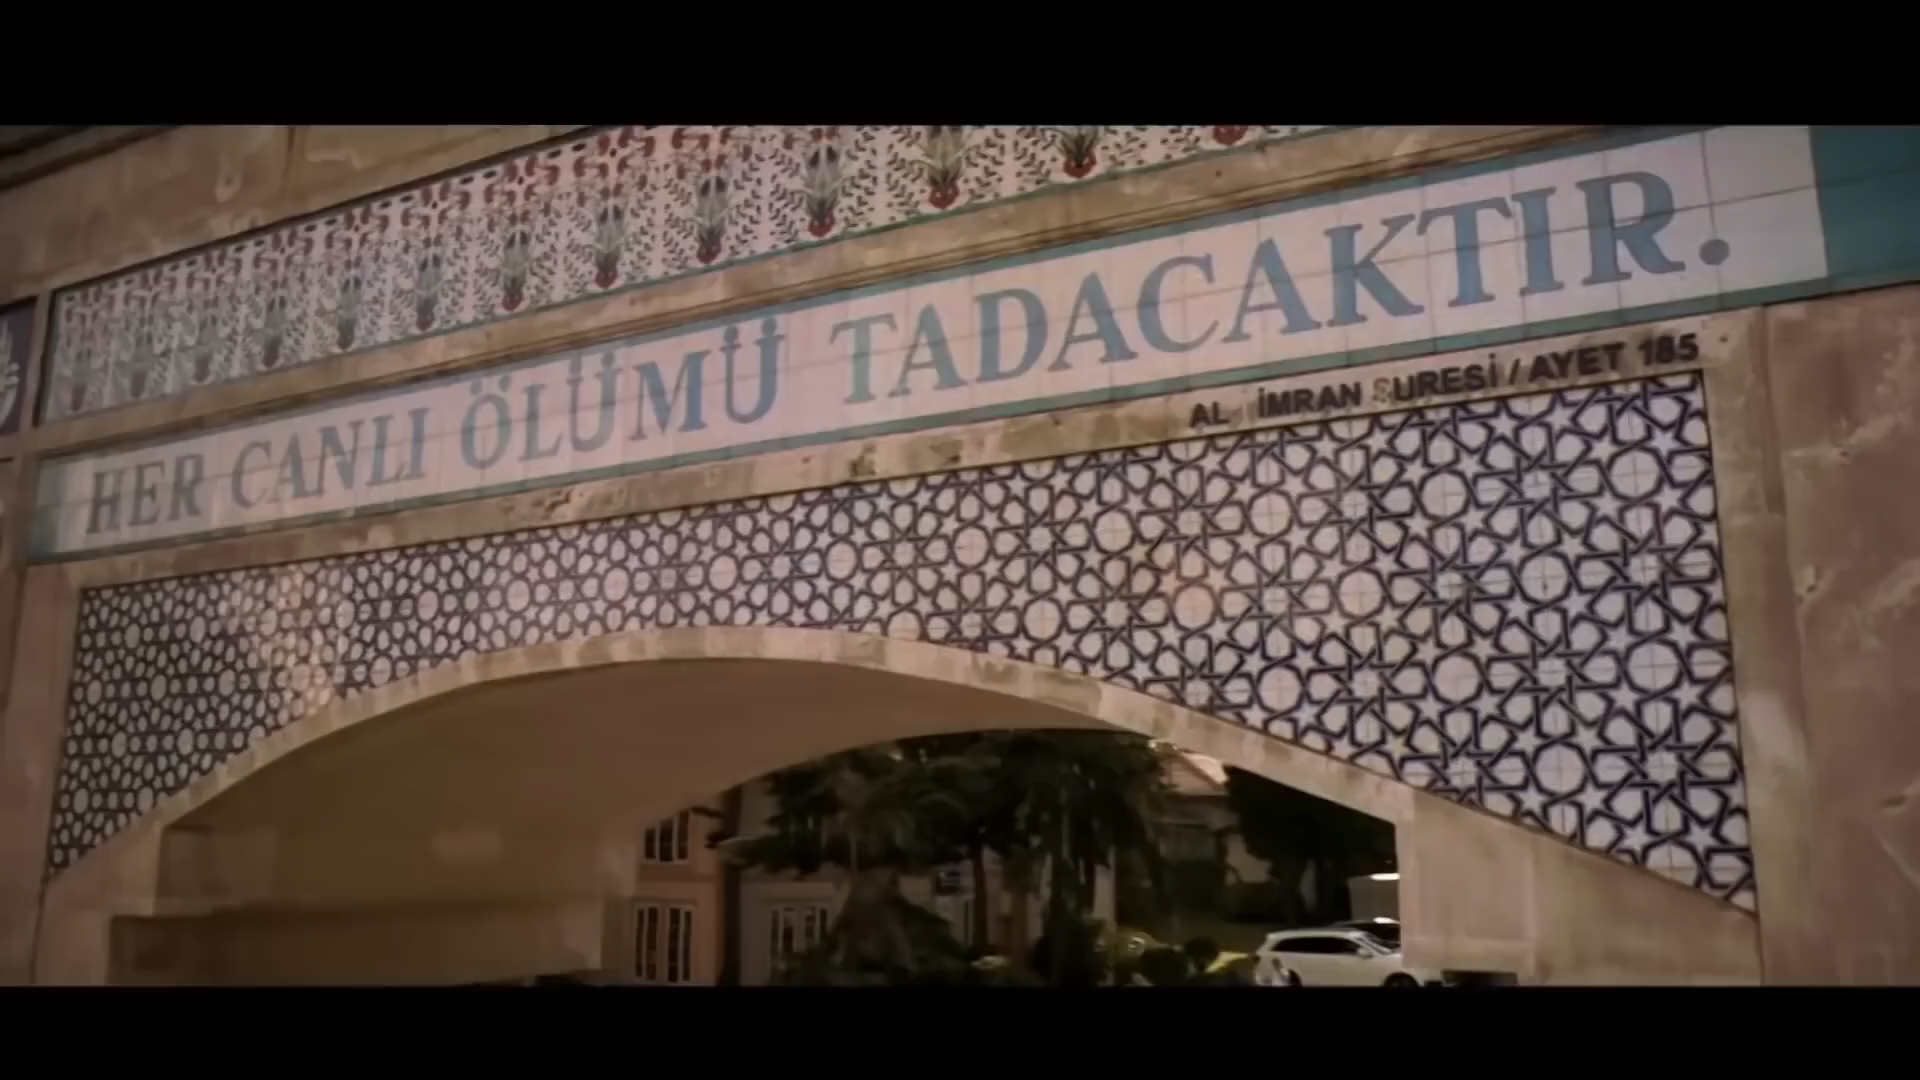 HER CANLI ÖLÜMÜ TADACAKTIR.
AL İMRAN SURESİ / AYET 185